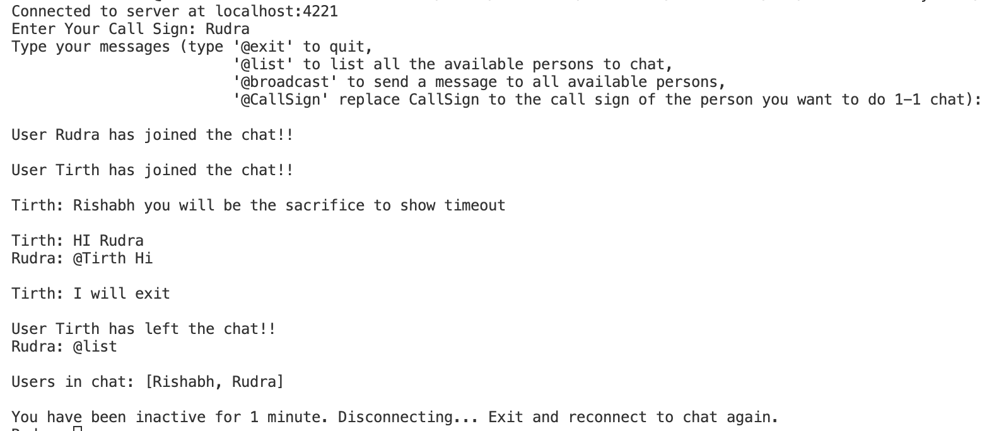 Connected to server at localhost:4221
Enter Your Call Sign: Rudra
Type your messages (type '@exit' to quit,
'@list' to list all the available persons to chat,
'@broadcast' to send a message to all available persons,
'@CallSign' replace CallSign to the call sign of the person you want to do 1-1 chat):
User Rudra has joined the chat!!
User Tirth has joined the chat!!
Tirth: Rishabh you will be the sacrifice to show timeout
Tirth: HI Rudra
Rudra: @Tirth Hi
Tirth: I will exit
User Tirth has left the chat!!
Rudra: @list
Users in chat: [Rishabh, Rudra]
You have been inactive for 1 minute. Disconnecting... Exit and reconnect to chat again.